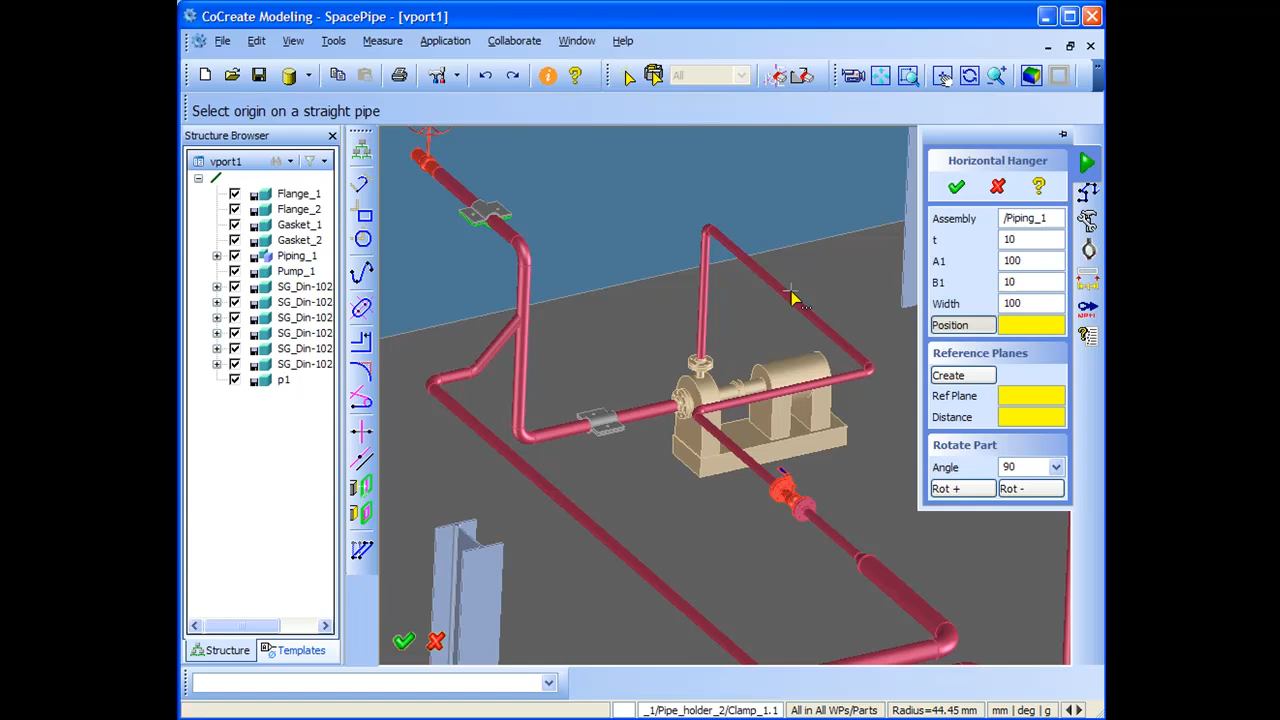 CoCreate Modeling - SpacePipe - [vport1]
File Edit View Tools Measure Application Collaborate Window Help
All
Select origin on a straight pipe
Structure Browser
vport1
Flange_1
Flange_2
Gasket_1
Gasket_2
Piping_1
Pump_1
SG_Din-102
SG_Din-102
SG_Din-102
SG_Din-102
SG_Din-102
SG_Din-102
p1
Structure Templates
Horizontal Hanger
Assembly /Piping_1
t 10
A1 100
B1 10
Width 100
Position
Reference Planes
Create
Ref Plane
Distance
Rotate Part
Angle 90
Rot + Rot -
_1/Pipe_holder_2/Clamp_1.1 All in All WPs/Parts Radius=44.45 mm mm | deg | g